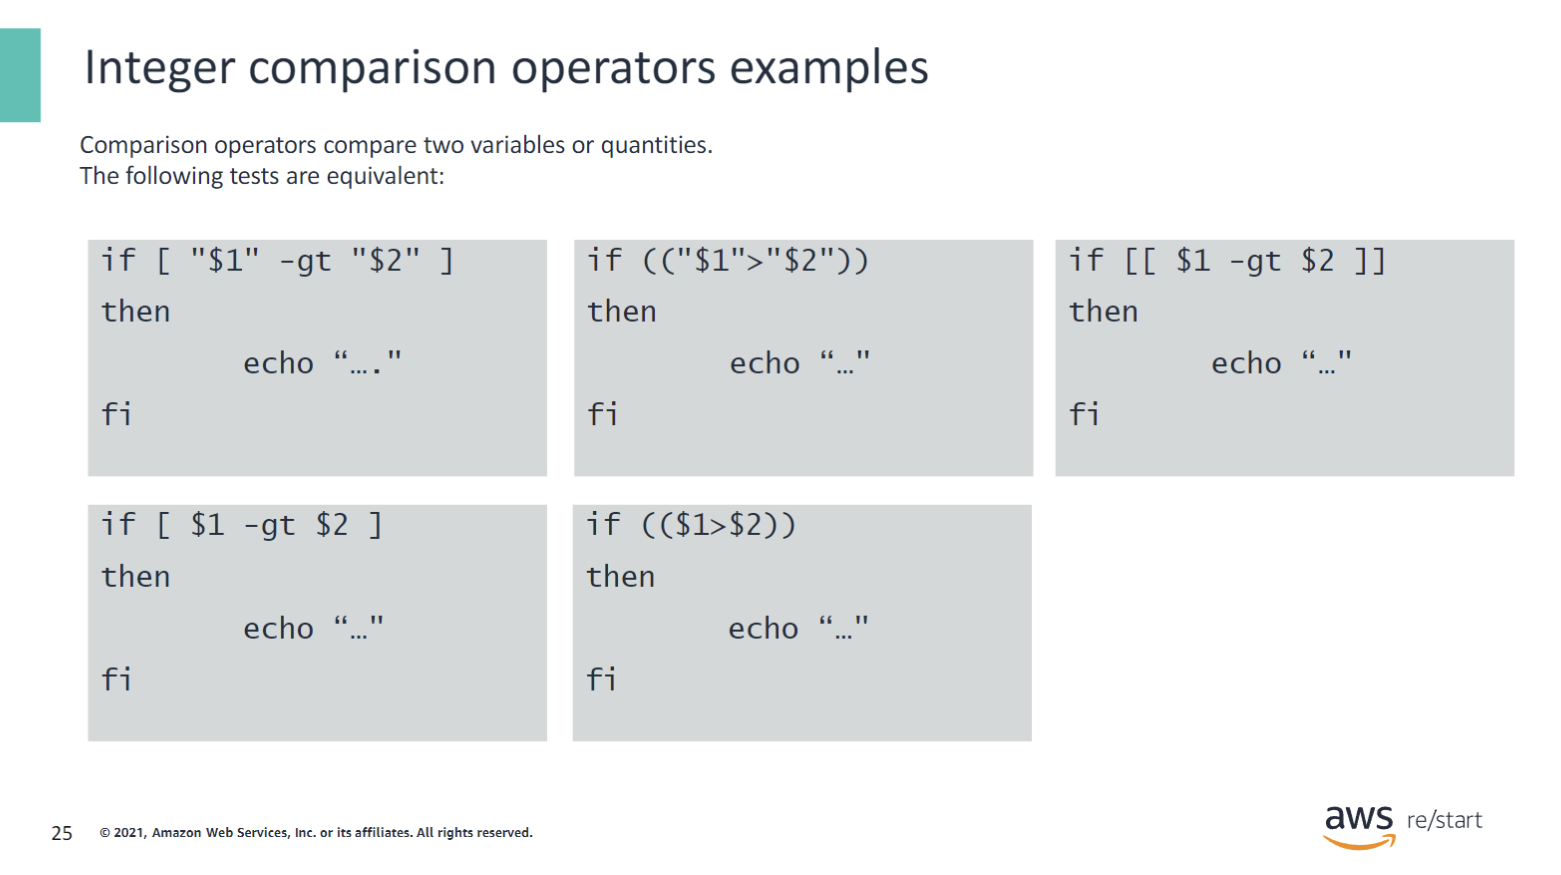 Integer comparison operators examples
Comparison operators compare two variables or quantities.
The following tests are equivalent:
if [ "$1" -gt "$2" ]
then
echo “…."
fi
if (("$1">"$2"))
then
echo “…"
fi
if [[ $1 -gt $2 ]]
then
echo “…"
fi
if [ $1 -gt $2 ]
then
echo “…"
fi
if (($1>$2))
then
echo “…"
fi
25
© 2021, Amazon Web Services, Inc. or its affiliates. All rights reserved.
aws re/start